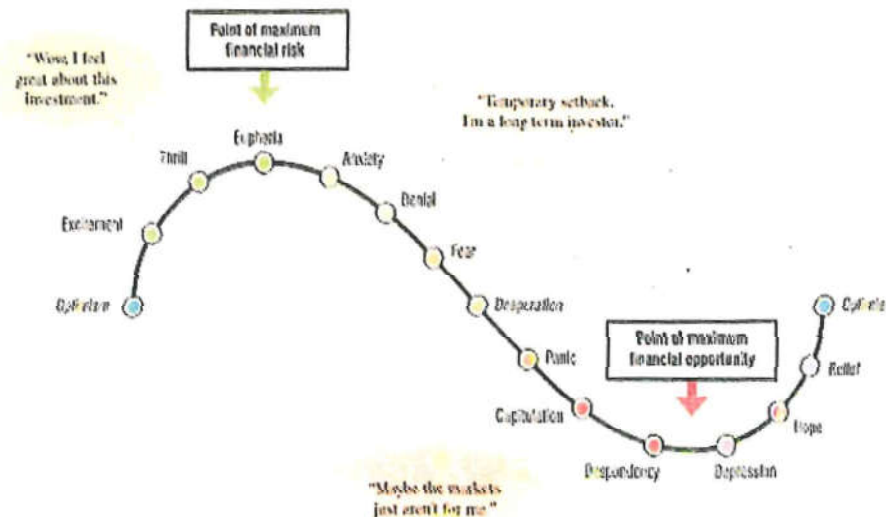 Point of maximum
financial risk
"Wow, I feel
great about this
investment."
"Temporary setback.
I'm a long term investor."
Euphoria
Thrill
Anxiety
Excitement
Denial
Fear
Optimism
Desperation
Optimis
Point of maximum
financial opportunity
Panic
Relief
Capitulation
Hope
Despondency
Depression
"Maybe the markets
just aren't for me."